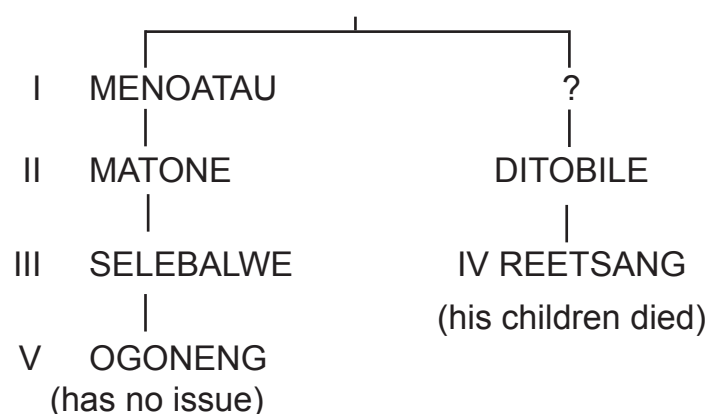 I MENOATAU ?
II MATONE DITOBILE
III SELEBALWE IV REETSANG
(his children died)
V OGONENG
(has no issue)